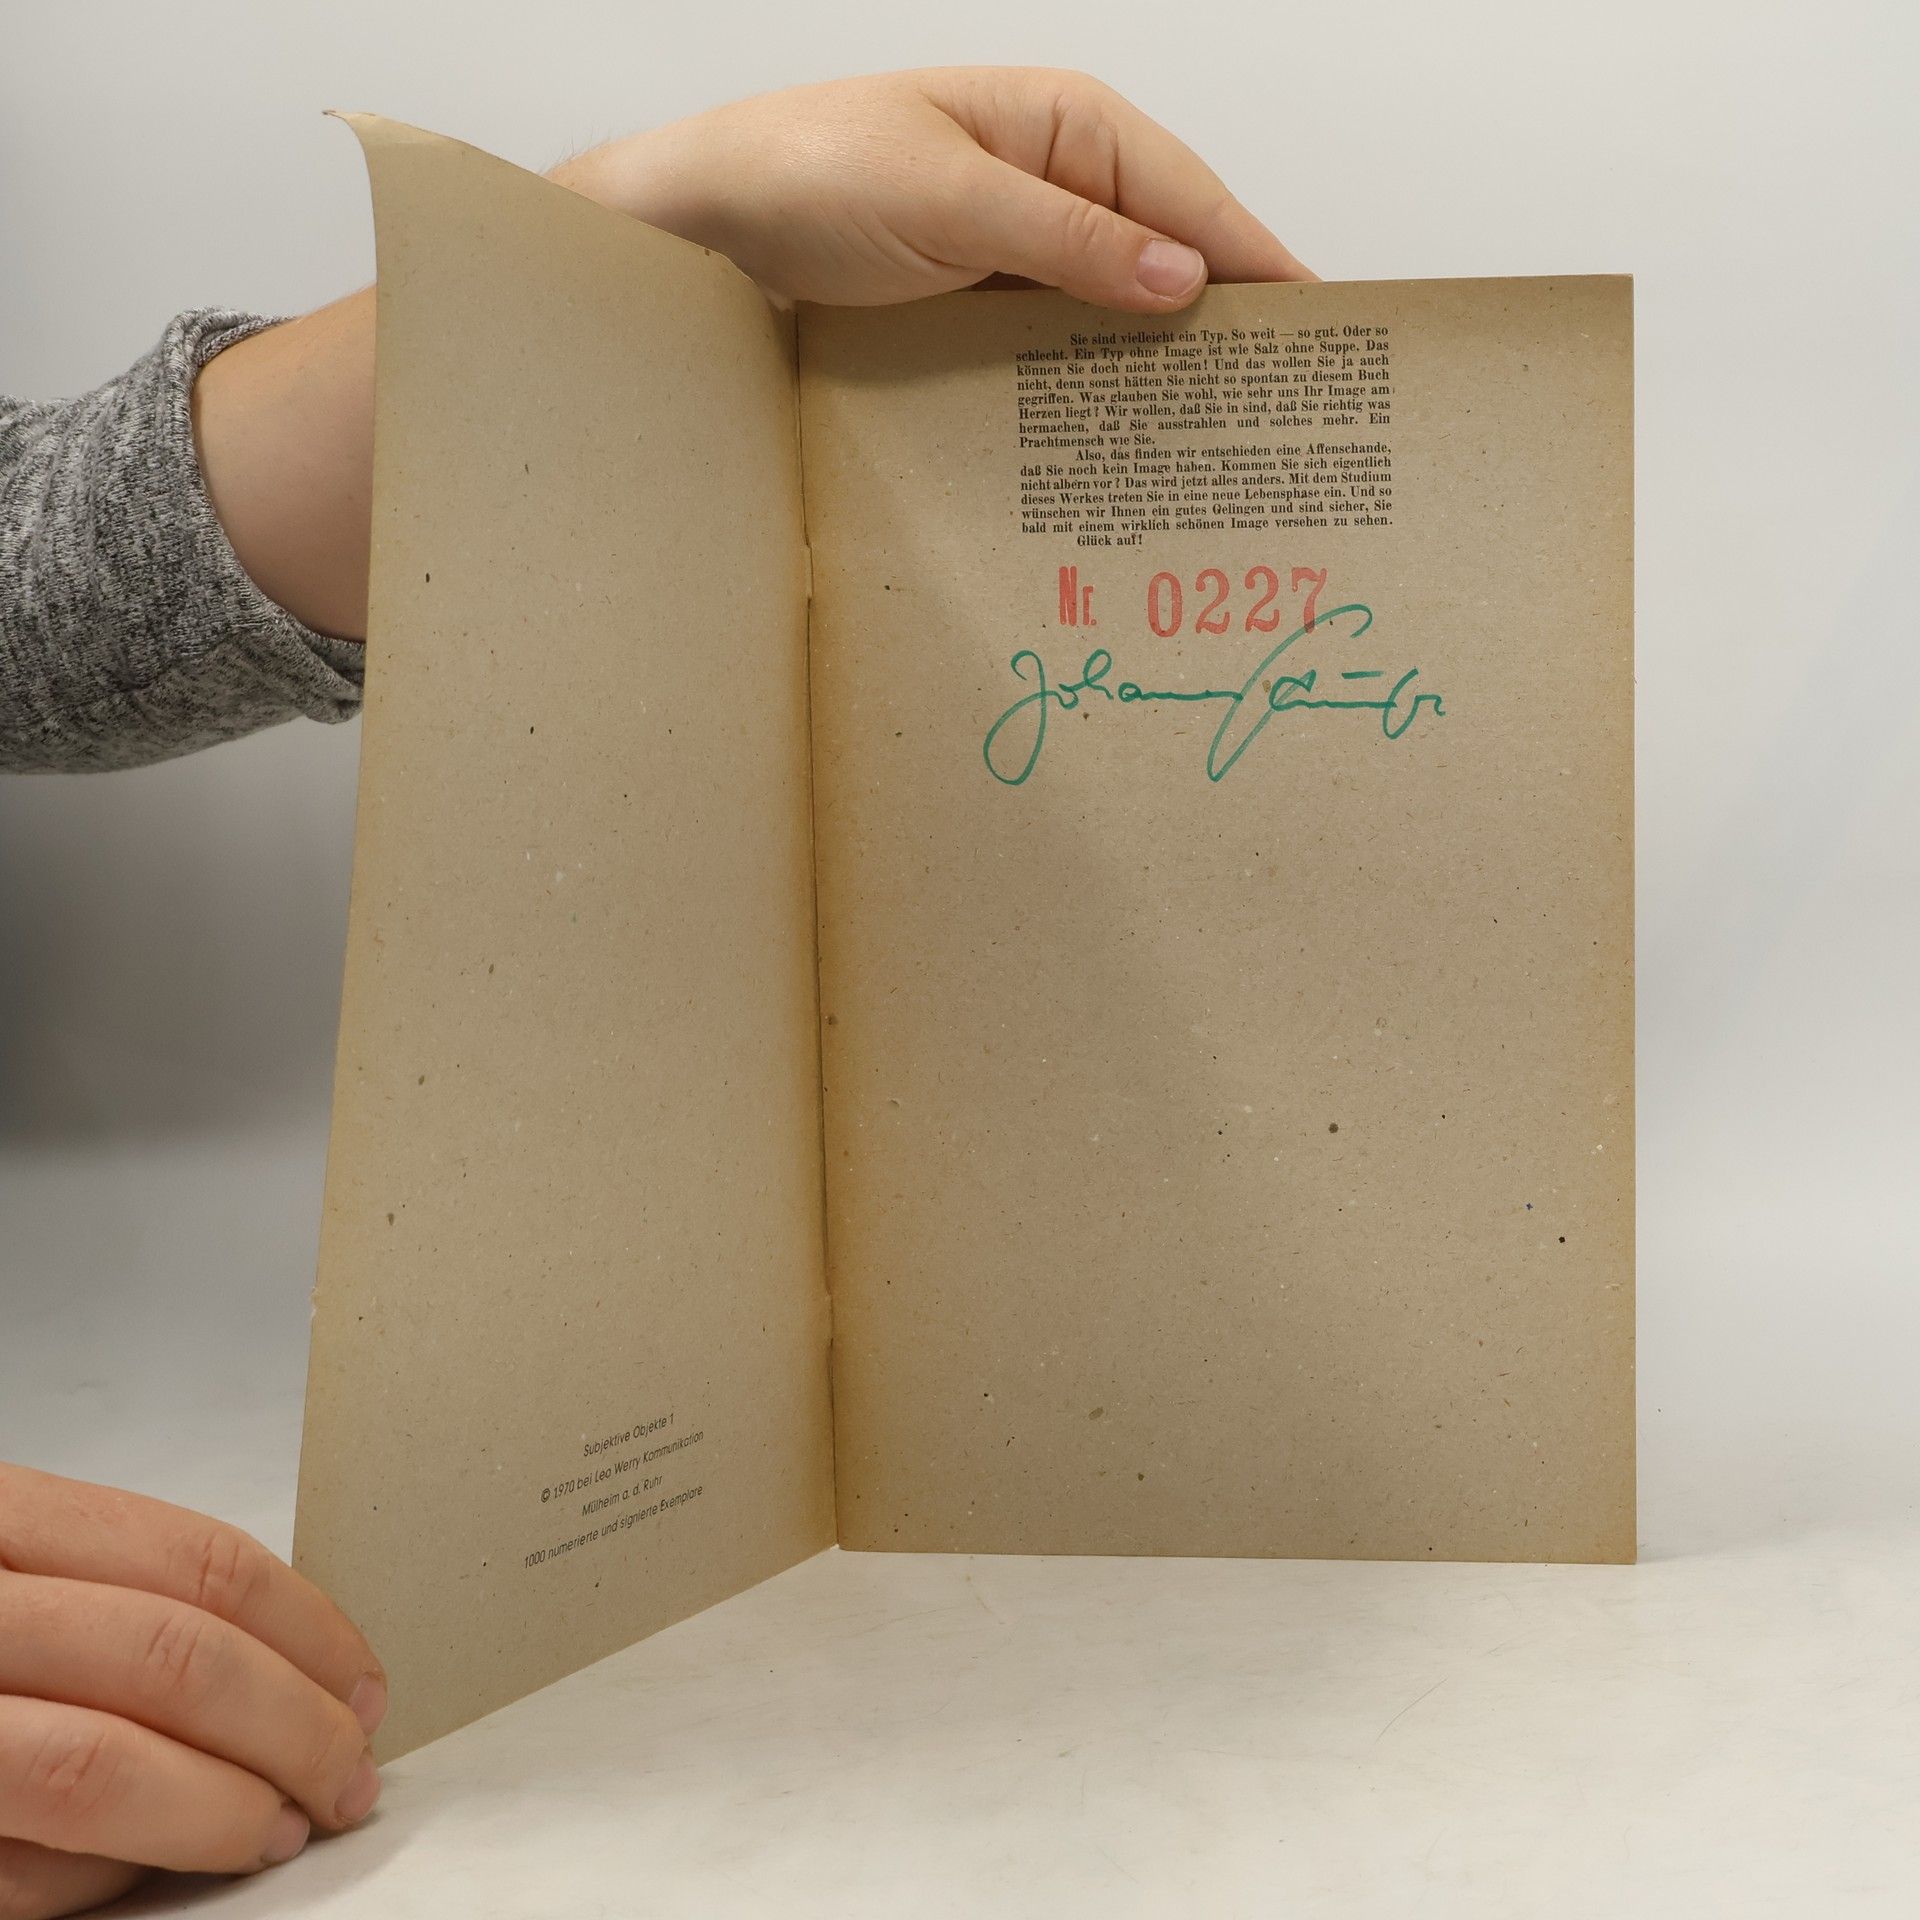 Subjektive Objekte 1
© 1970 bei Leo Werry Kommunikation
Mülheim a. d. Ruhr
1000 numerierte und signierte Exemplare
Sie sind vielleicht ein Typ. So weit — so gut. Oder so
schlecht. Ein Typ ohne Image ist wie Salz ohne Suppe. Das
können Sie doch nicht wollen! Und das wollen Sie ja auch
nicht, denn sonst hätten Sie nicht so spontan zu diesem Buch
gegriffen. Was glauben Sie wohl, wie sehr uns Ihr Image am
Herzen liegt? Wir wollen, daß Sie in sind, daß Sie richtig was
hermachen, daß Sie ausstrahlen und solches mehr. Ein
Prachtmensch wie Sie.
Also, das finden wir entschieden eine Affenschande,
daß Sie noch kein Image haben. Kommen Sie sich eigentlich
nicht albern vor? Das wird jetzt alles anders. Mit dem Studium
dieses Werkes treten Sie in eine neue Lebensphase ein. Und so
wünschen wir Ihnen ein gutes Gelingen und sind sicher, Sie
bald mit einem wirklich schönen Image versehen zu sehen.
Glück auf!
Nr. 0227